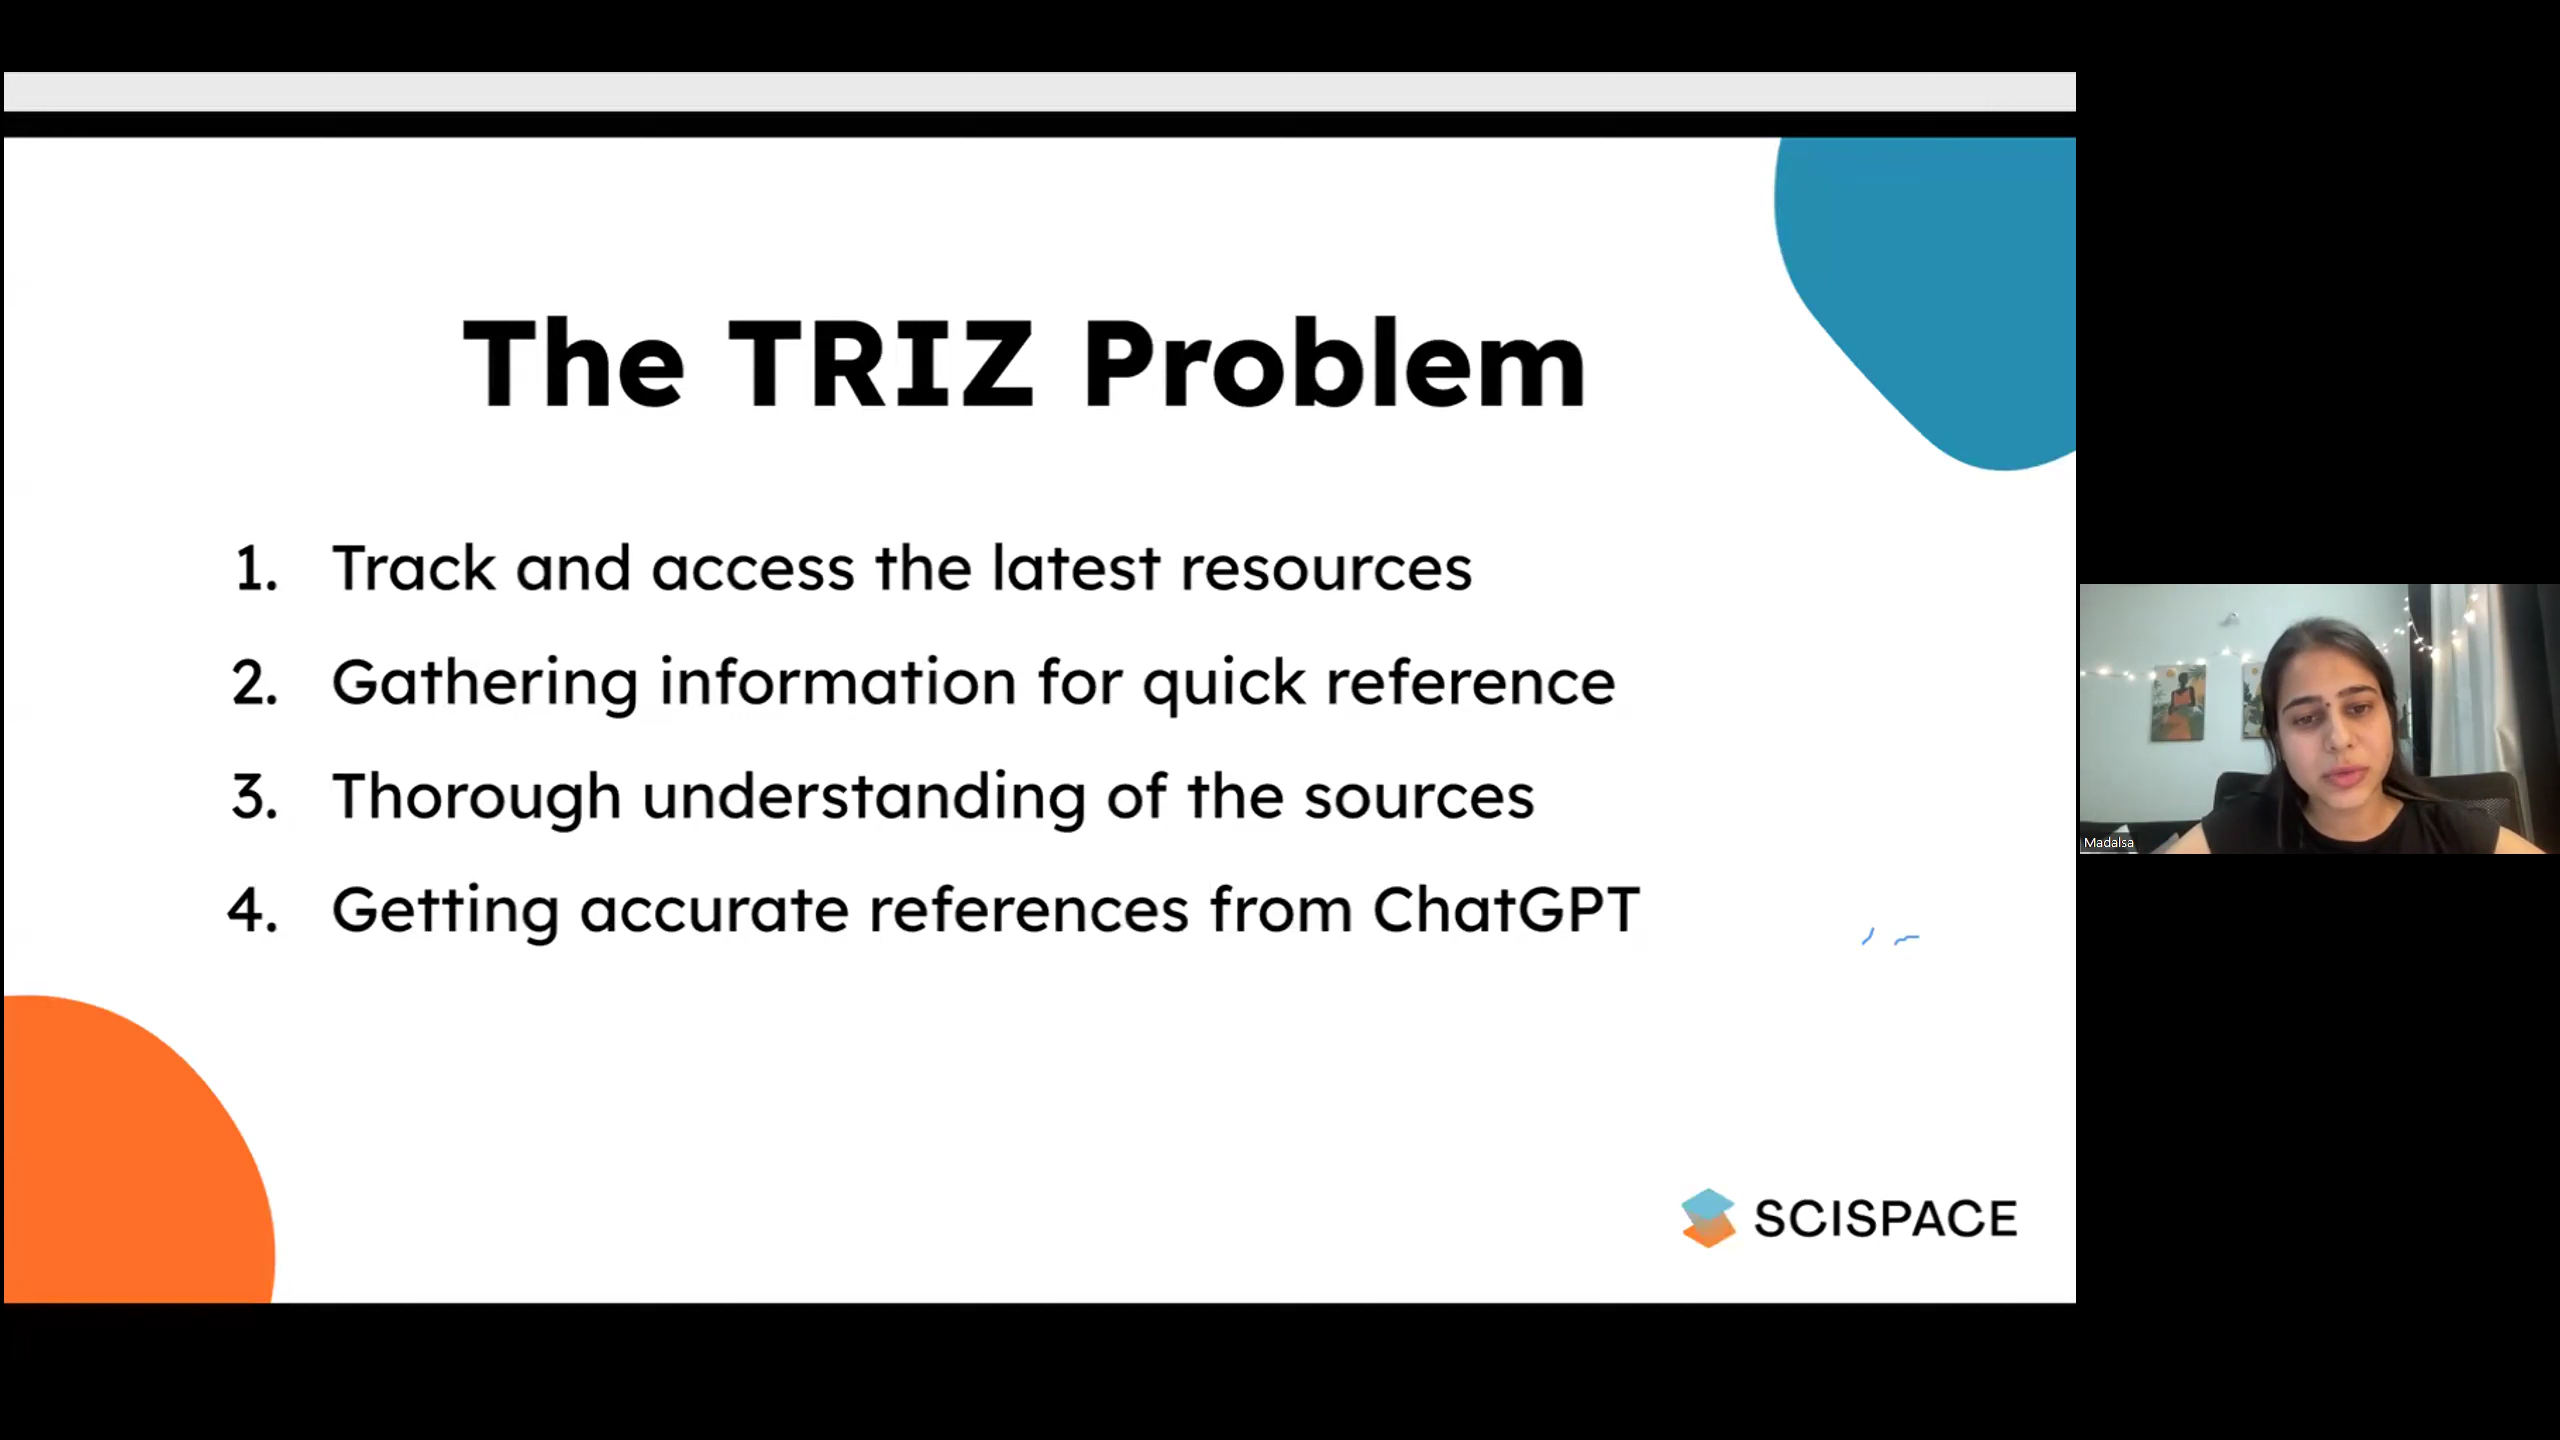 The TRIZ Problem
1. Track and access the latest resources
2. Gathering information for quick reference
3. Thorough understanding of the sources
4. Getting accurate references from ChatGPT
SCISPACE
Madalsa